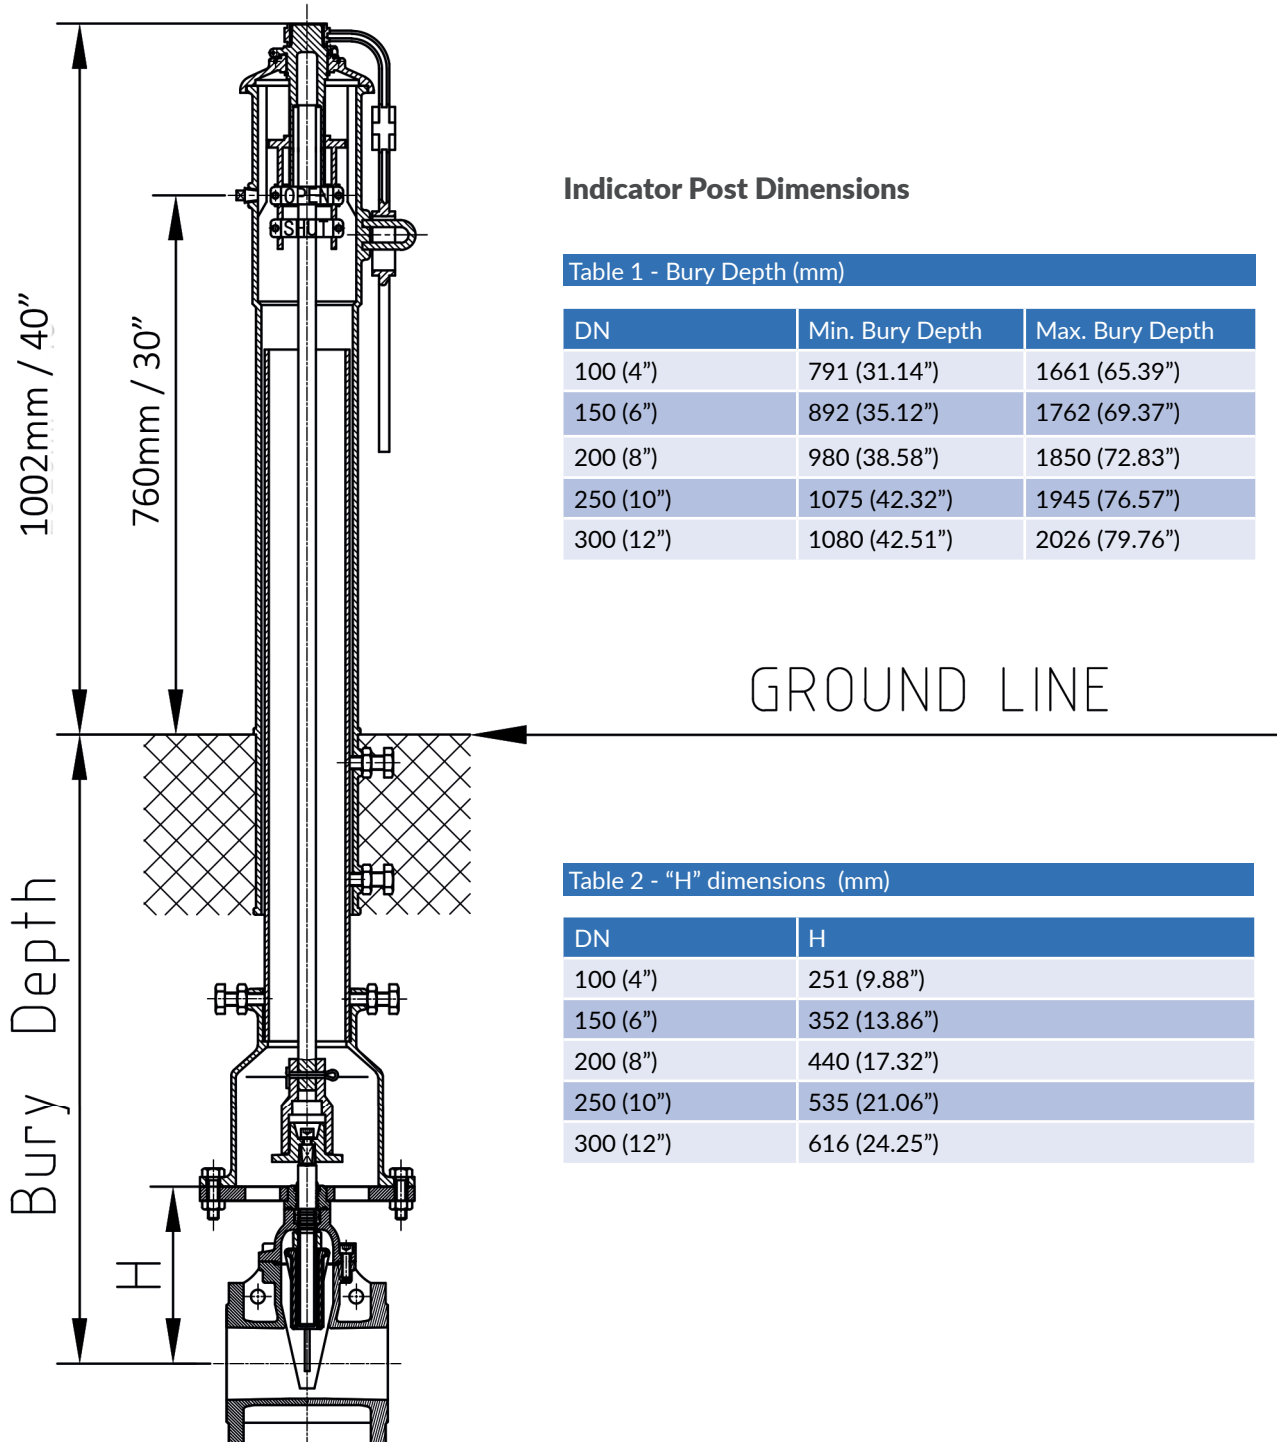 1002mm / 40”
760mm / 30”
OPEN
SHUT
Indicator Post Dimensions
Table 1 - Bury Depth (mm)
DN Min. Bury Depth Max. Bury Depth
100 (4”) 791 (31.14”) 1661 (65.39”)
150 (6”) 892 (35.12”) 1762 (69.37”)
200 (8”) 980 (38.58”) 1850 (72.83”)
250 (10”) 1075 (42.32”) 1945 (76.57”)
300 (12”) 1080 (42.51”) 2026 (79.76”)
GROUND LINE
Bury Depth
H
Table 2 - “H” dimensions (mm)
DN H
100 (4”) 251 (9.88”)
150 (6”) 352 (13.86”)
200 (8”) 440 (17.32”)
250 (10”) 535 (21.06”)
300 (12”) 616 (24.25”)